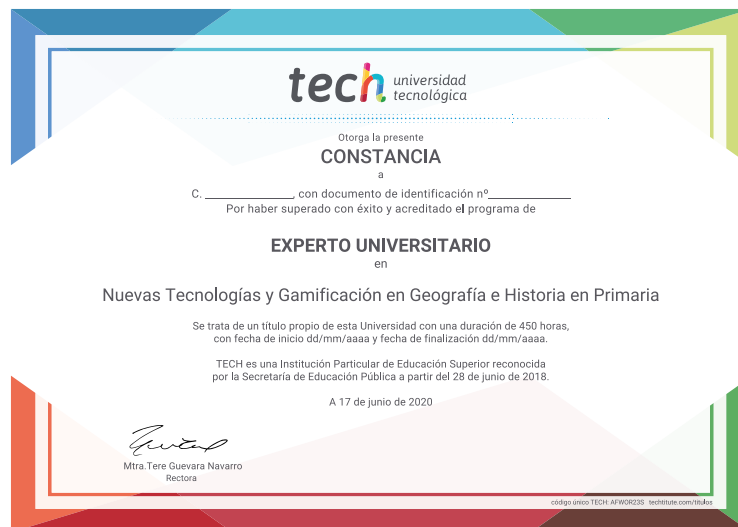 tech universidad
tecnológica
Otorga la presente
CONSTANCIA
a
C. ______________, con documento de identificación nº______________
Por haber superado con éxito y acreditado el programa de
EXPERTO UNIVERSITARIO
en
Nuevas Tecnologías y Gamificación en Geografía e Historia en Primaria
Se trata de un título propio de esta Universidad con una duración de 450 horas,
con fecha de inicio dd/mm/aaaa y fecha de finalización dd/mm/aaaa.
TECH es una Institución Particular de Educación Superior reconocida
por la Secretaría de Educación Pública a partir del 28 de junio de 2018.
A 17 de junio de 2020
Mtra.Tere Guevara Navarro
Rectora
código único TECH: AFWOR23S techtitute.com/titulos